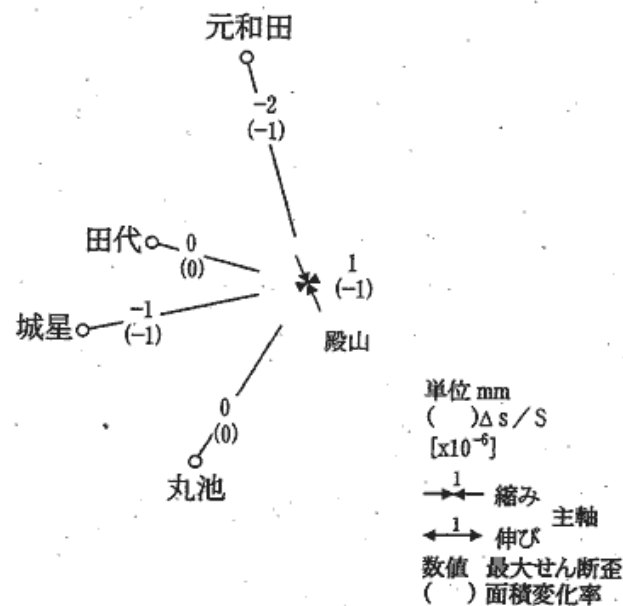 元和田
-2
(-1)
田代
0
(0)
1
(-1)
城星
-1
(-1)
殿山
0
(0)
丸池
単位 mm
( )Δs/S
[x10⁻⁶]
1
縮み
主軸
1
伸び
数値 最大せん断歪
( )面積変化率